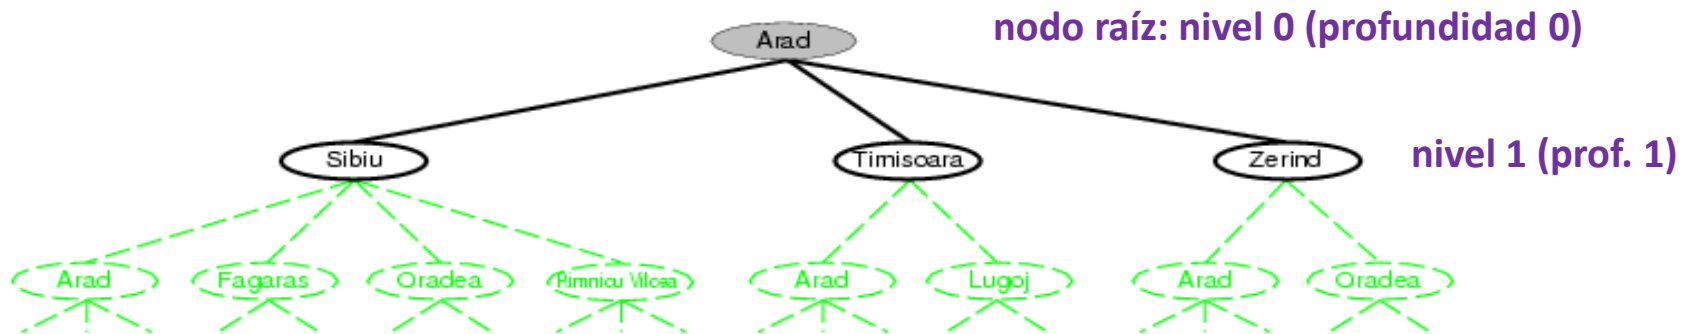 Arad
nodo raíz: nivel 0 (profundidad 0)
Sibiu
Timisoara
Zerind
nivel 1 (prof. 1)
Arad
Fagaras
Oradea
Rimnicu Vilcea
Arad
Lugoj
Arad
Oradea